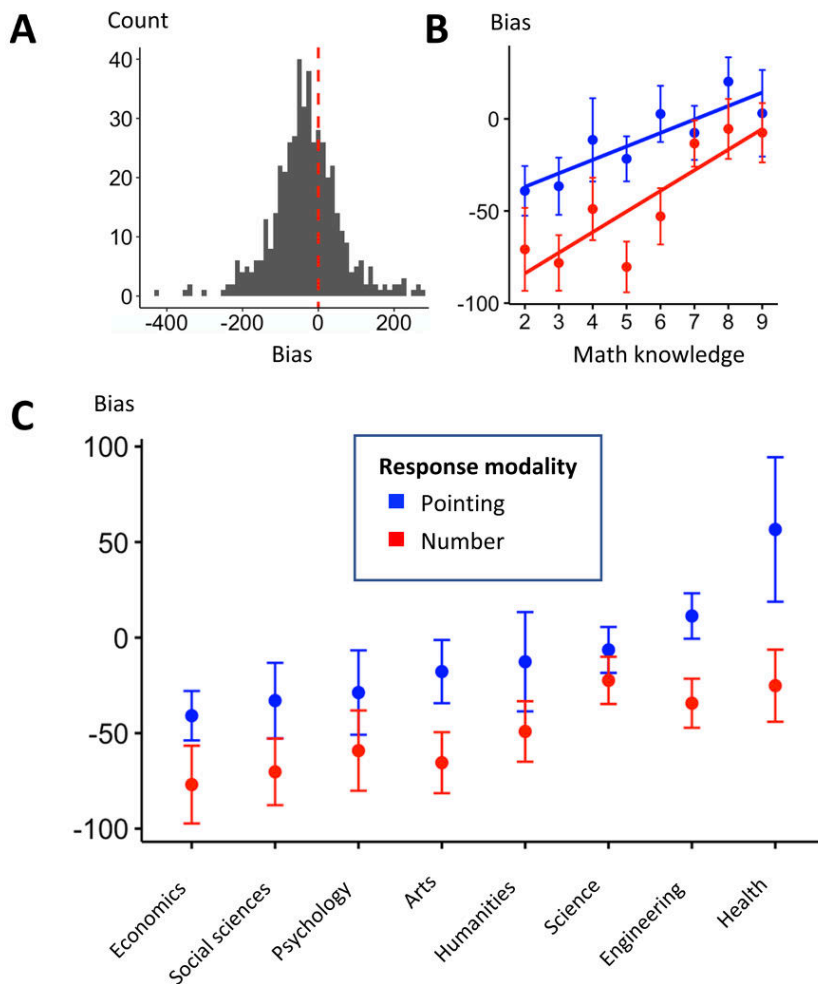 A
Count
40
30
20
10
0
-400 -200 0 200
Bias
B
Bias
0
-50
-100
2 3 4 5 6 7 8 9
Math knowledge
C
Bias
100
50
0
-50
-100
Response modality
Pointing
Number
Economics
Social sciences
Psychology
Arts
Humanities
Science
Engineering
Health